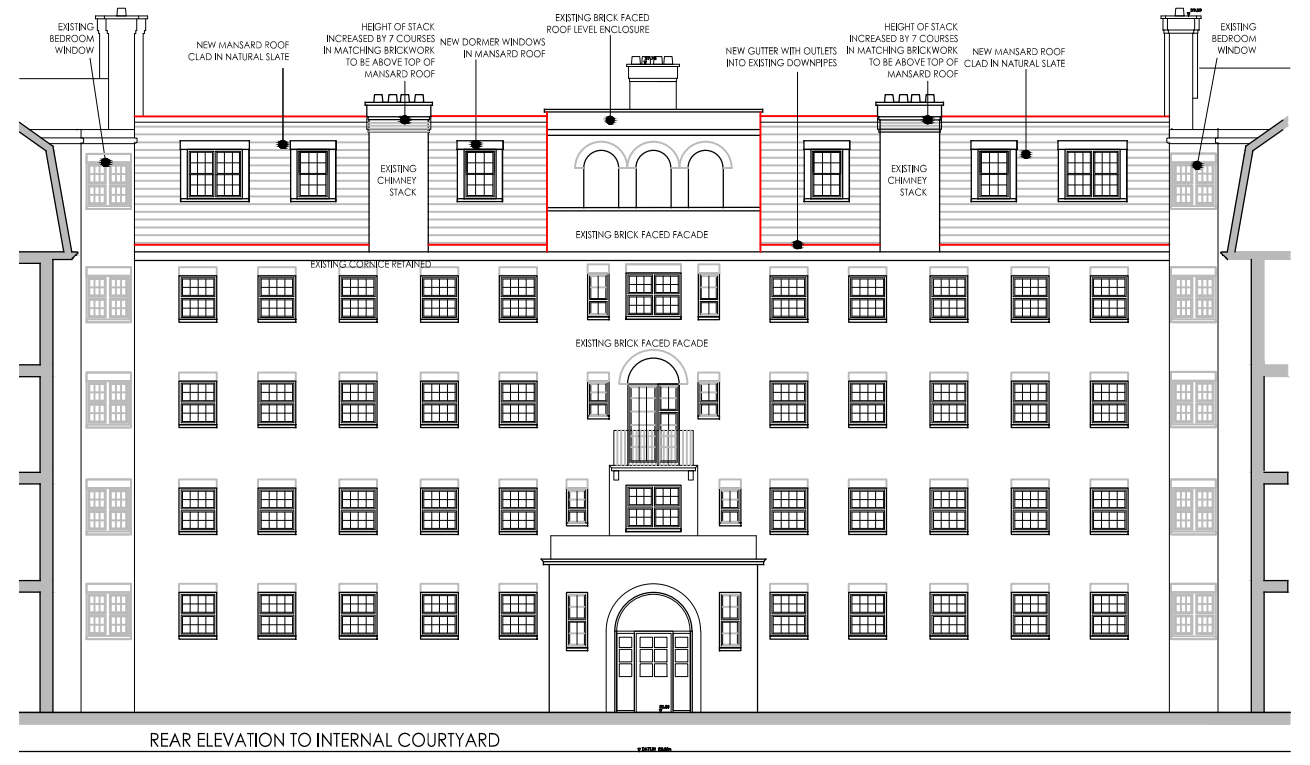 EXISTING
BEDROOM
WINDOW
NEW MANSARD ROOF
CLAD IN NATURAL SLATE
HEIGHT OF STACK
INCREASED BY 7 COURSES
IN MATCHING BRICKWORK
TO BE ABOVE TOP OF
MANSARD ROOF
NEW DORMER WINDOWS
IN MANSARD ROOF
EXISTING BRICK FACED
ROOF LEVEL ENCLOSURE
NEW GUTTER WITH OUTLETS
INTO EXISTING DOWNPIPES
HEIGHT OF STACK
INCREASED BY 7 COURSES
IN MATCHING BRICKWORK
TO BE ABOVE TOP OF
MANSARD ROOF
NEW MANSARD ROOF
CLAD IN NATURAL SLATE
EXISTING
BEDROOM
WINDOW
EXISTING
CHIMNEY
STACK
EXISTING
CHIMNEY
STACK
EXISTING BRICK FACED FACADE
EXISTING CORNICE RETAINED
EXISTING BRICK FACED FACADE
REAR ELEVATION TO INTERNAL COURTYARD